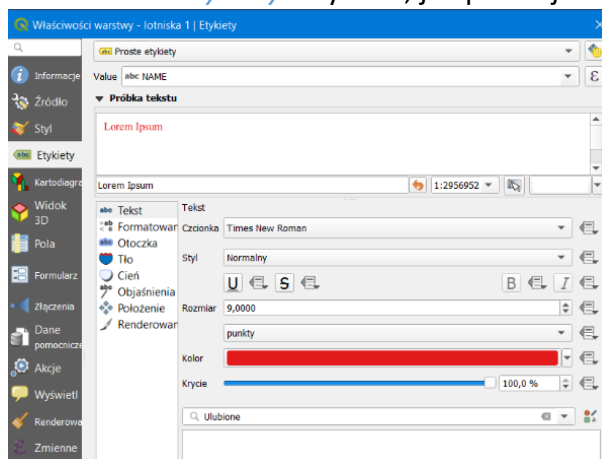 Właściwości warstwy - lotniska 1 | Etykiety
Proste etykiety
Value abc NAME
Próbka tekstu
Lorem Ipsum
Lorem Ipsum 1:2956952
Informacje
Źródło
Styl
Etykiety
Kartodiagra
Widok
3D
Pola
Formularz
Złączenia
Dane
pomocnicze
Akcje
Wyświetl
Renderowa
Zmienne
Tekst
Formatowar
Otoczka
Tło
Cień
Objaśnienia
Położenie
Renderowar
Tekst
Czcionka Times New Roman
Styl Normalny
U S B I
Rozmiar 9,0000
punkty
Kolor
Krycie 100,0 %
Ulubione